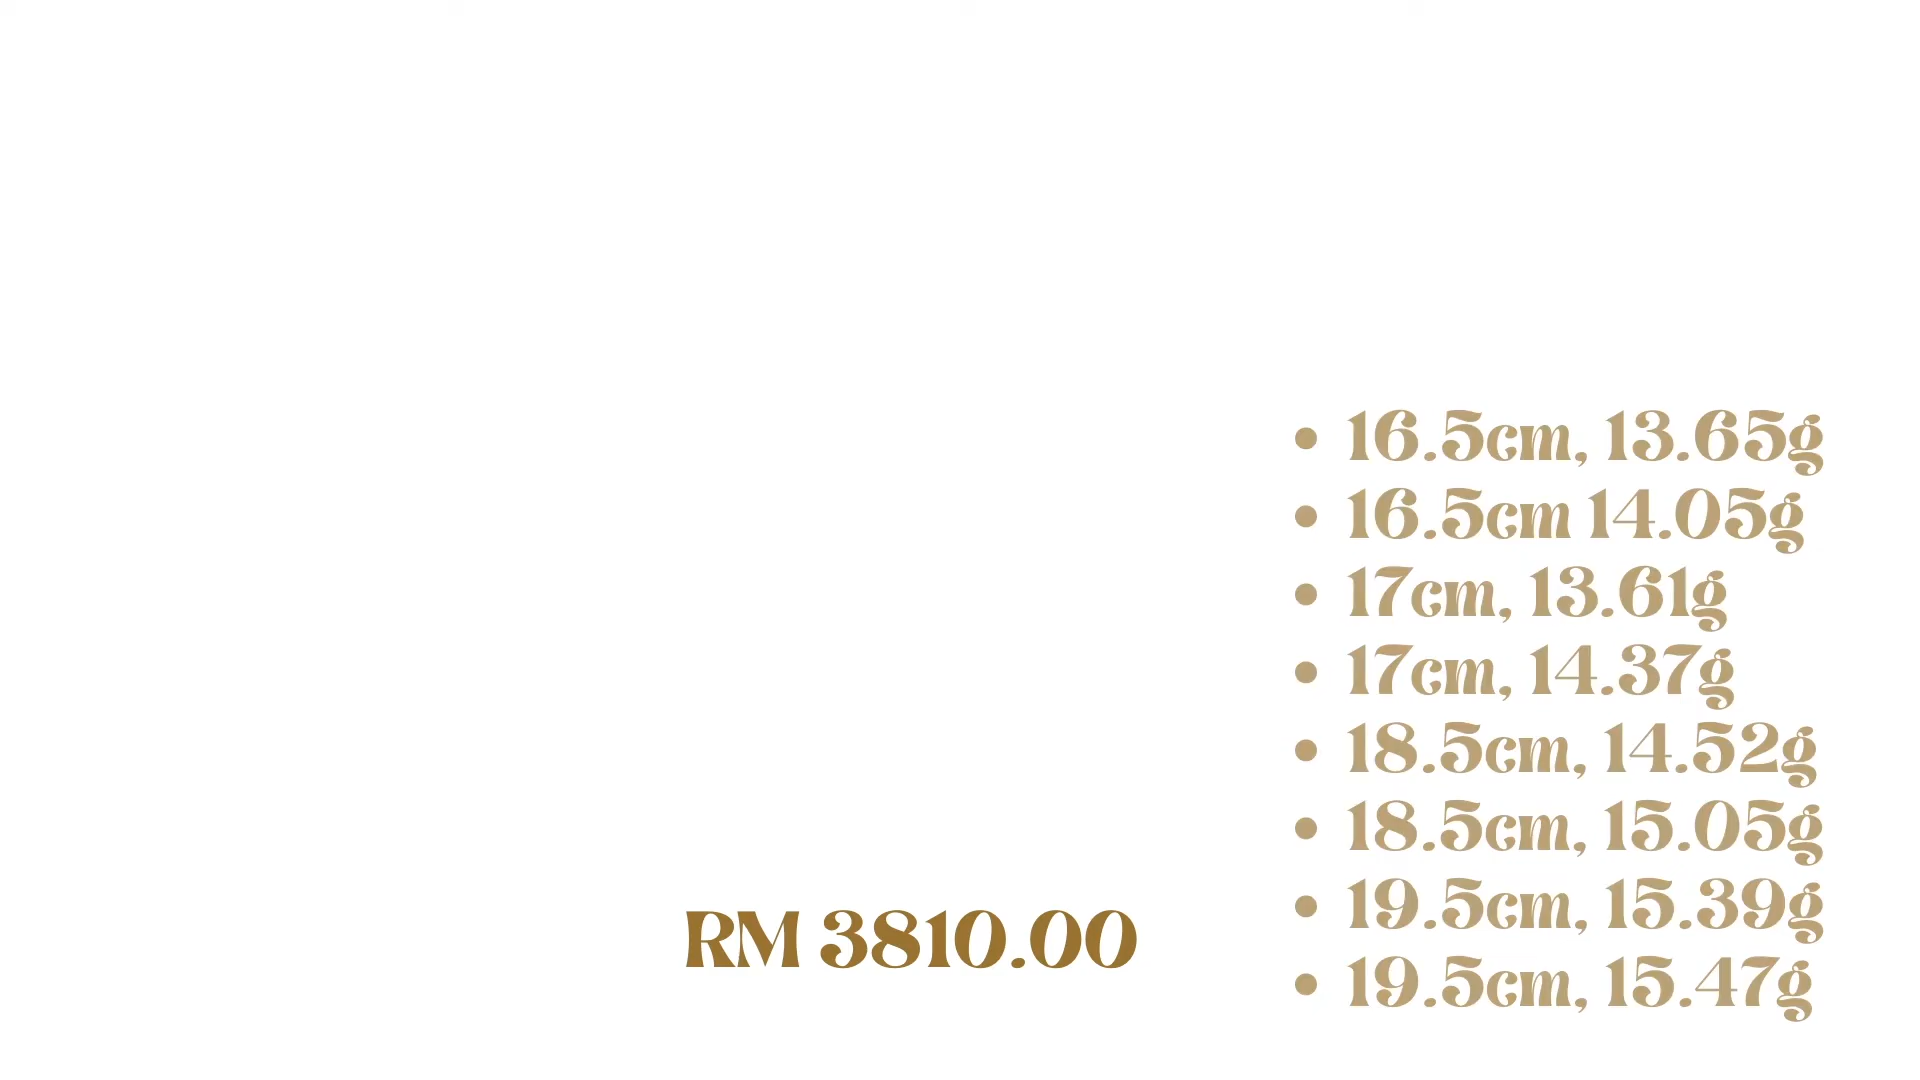 • 16.5cm, 13.65g
• 16.5cm 14.05g
• 17cm, 13.61g
• 17cm, 14.37g
• 18.5cm, 14.52g
• 18.5cm, 15.05g
• 19.5cm, 15.39g
• 19.5cm, 15.47g
RM 3810.00